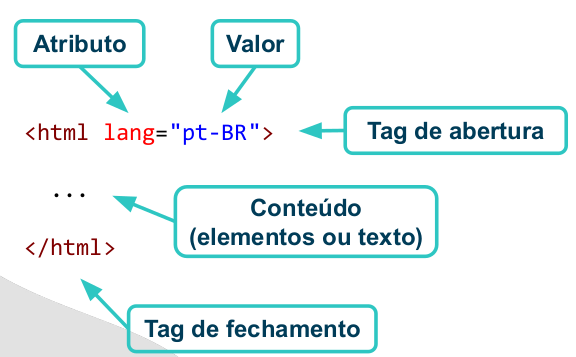 Atributo
Valor
<html lang="pt-BR">
Tag de abertura
...
Conteúdo
(elementos ou texto)
</html>
Tag de fechamento